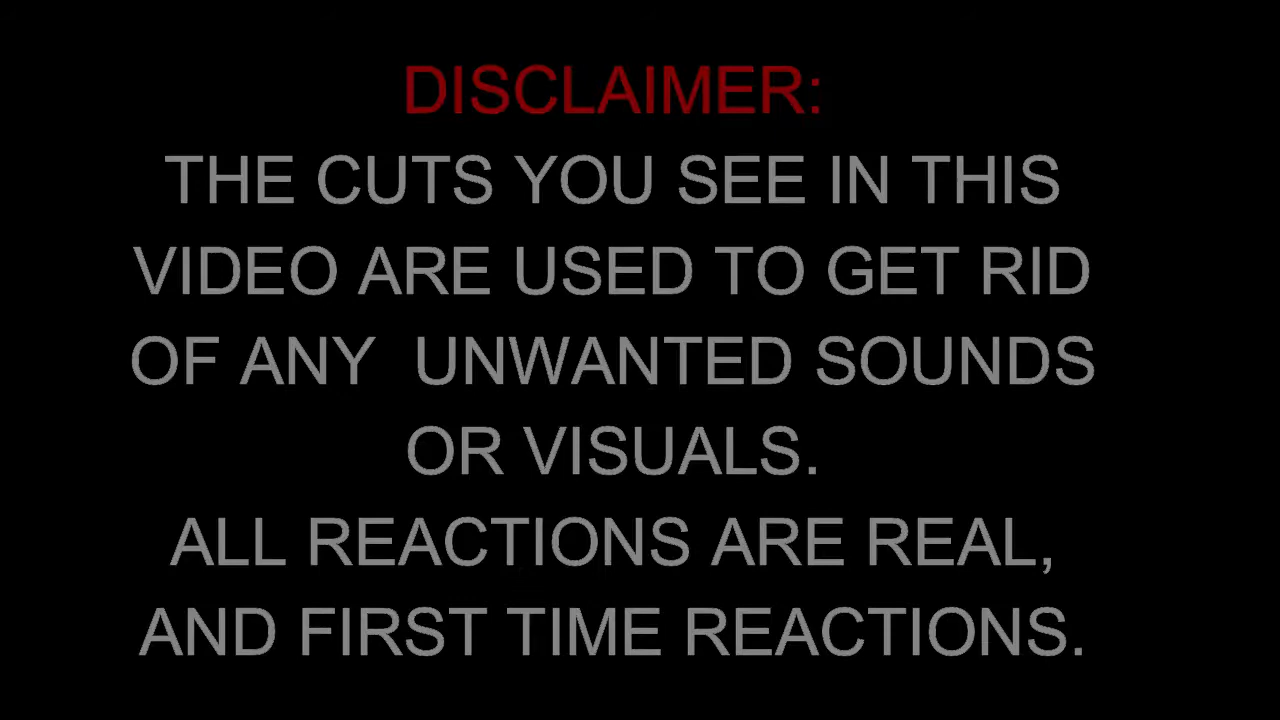 DISCLAIMER:
THE CUTS YOU SEE IN THIS
VIDEO ARE USED TO GET RID
OF ANY  UNWANTED SOUNDS
OR VISUALS.
ALL REACTIONS ARE REAL,
AND FIRST TIME REACTIONS.